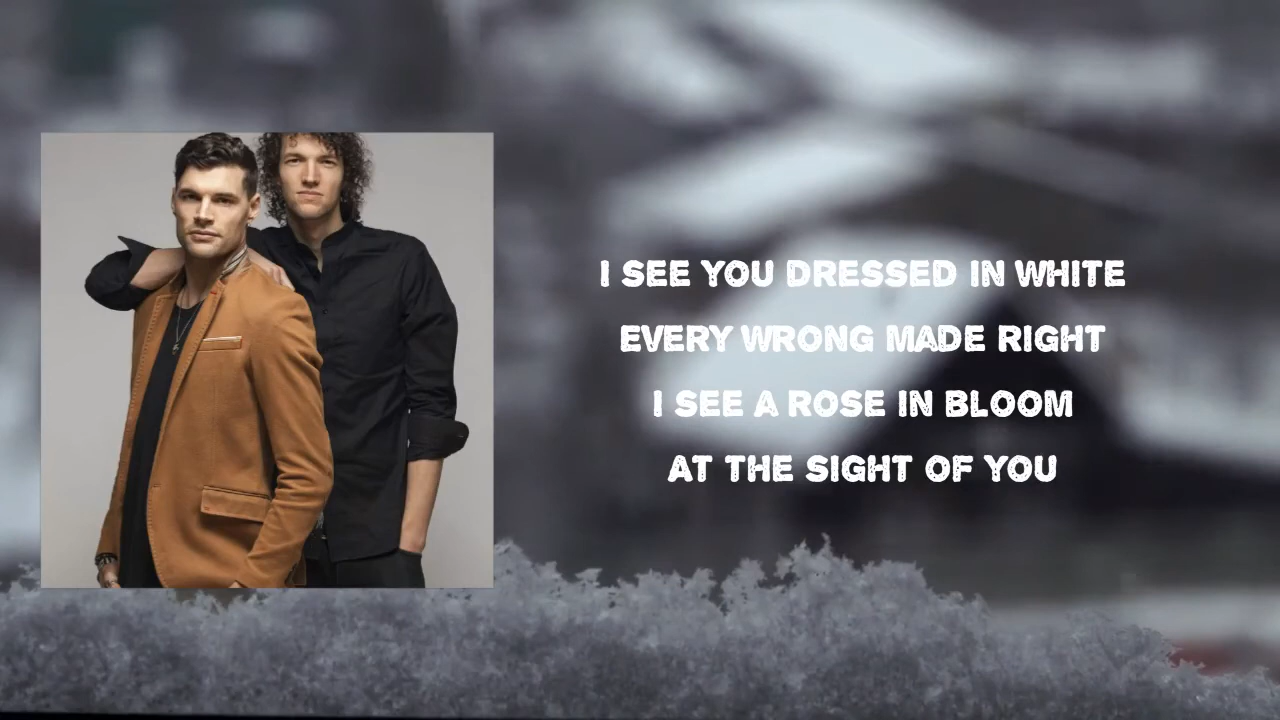 I SEE YOU DRESSED IN WHITE
EVERY WRONG MADE RIGHT
I SEE A ROSE IN BLOOM
AT THE SIGHT OF YOU